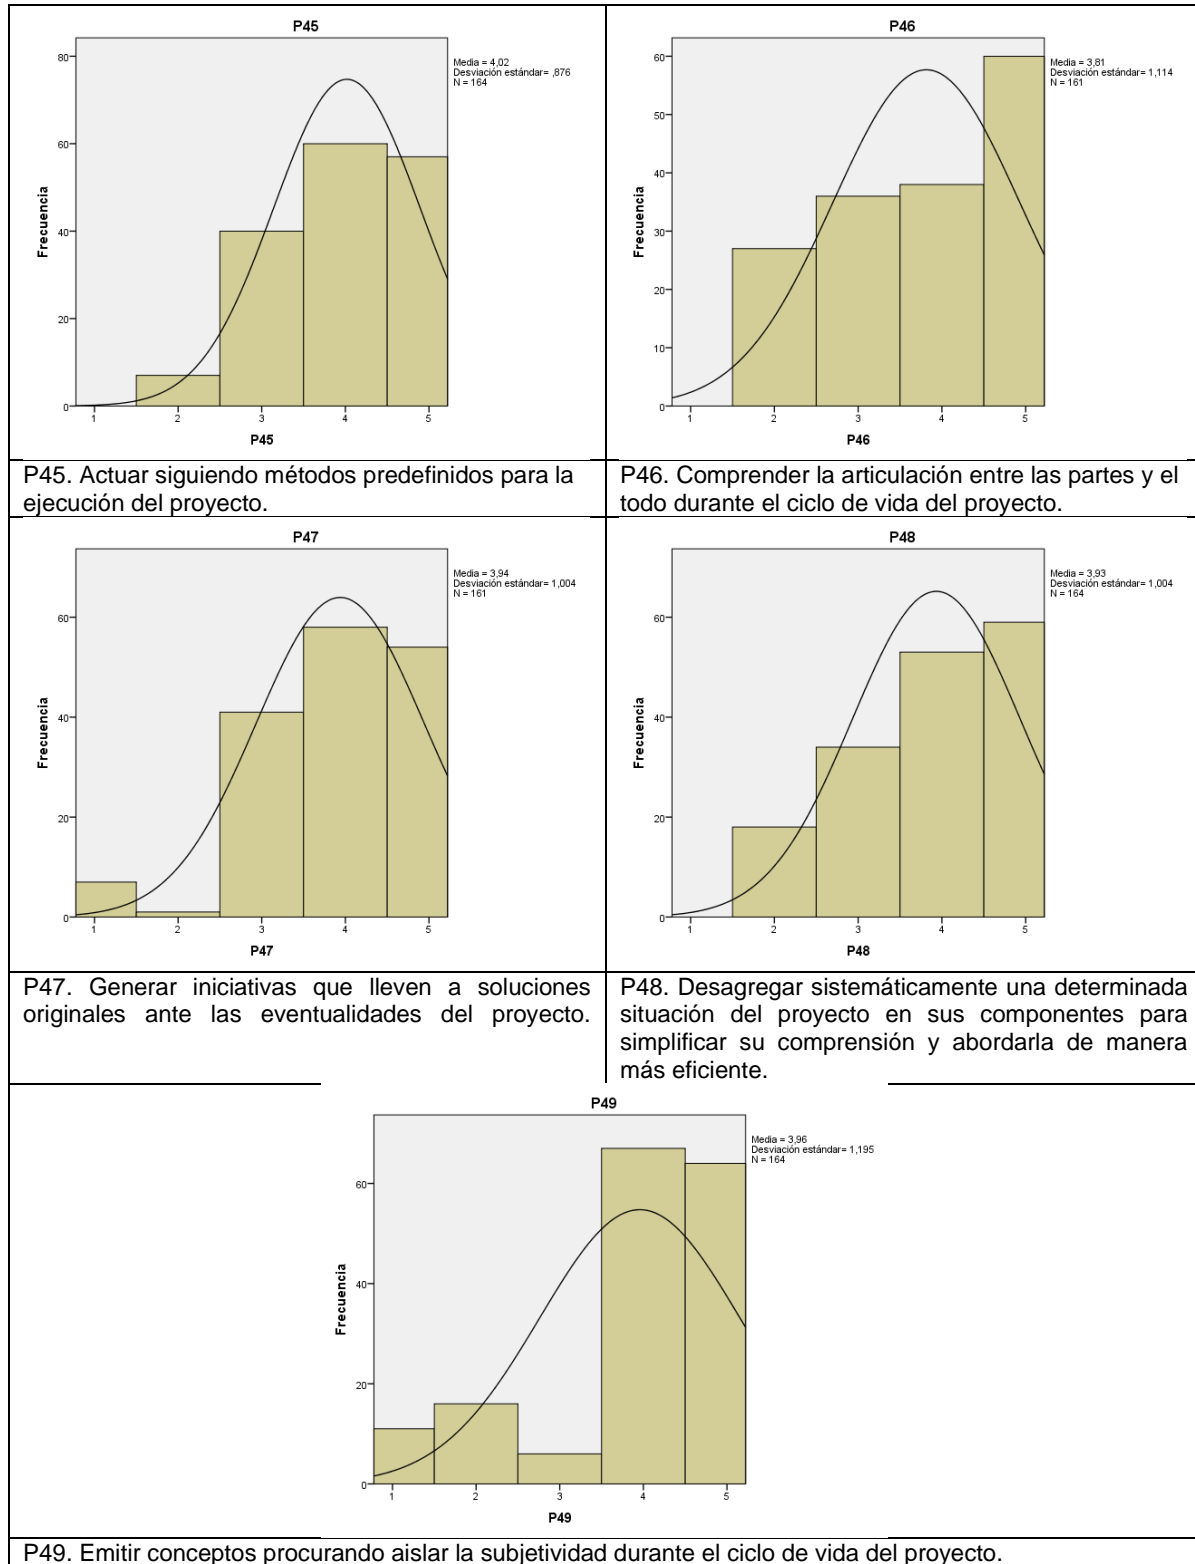 P45
Media = 4,02
Desviación estándar= ,876
N = 164
80
60
40
20
0
Frecuencia
1 2 3 4 5
P45
P46
Media = 3,81
Desviación estándar= 1,114
N = 161
60
50
40
30
20
10
0
Frecuencia
1 2 3 4 5
P46
P45. Actuar siguiendo métodos predefinidos para la
ejecución del proyecto.
P46. Comprender la articulación entre las partes y el
todo durante el ciclo de vida del proyecto.
P47
Media = 3,94
Desviación estándar= 1,004
N = 161
60
40
20
0
Frecuencia
1 2 3 4 5
P47
P48
Media = 3,93
Desviación estándar= 1,004
N = 164
60
40
20
0
Frecuencia
1 2 3 4 5
P48
P47. Generar iniciativas que lleven a soluciones
originales ante las eventualidades del proyecto.
P48. Desagregar sistemáticamente una determinada
situación del proyecto en sus componentes para
simplificar su comprensión y abordarla de manera
más eficiente.
P49
Media = 3,96
Desviación estándar= 1,195
N = 164
60
40
20
0
Frecuencia
1 2 3 4 5
P49
P49. Emitir conceptos procurando aislar la subjetividad durante el ciclo de vida del proyecto.